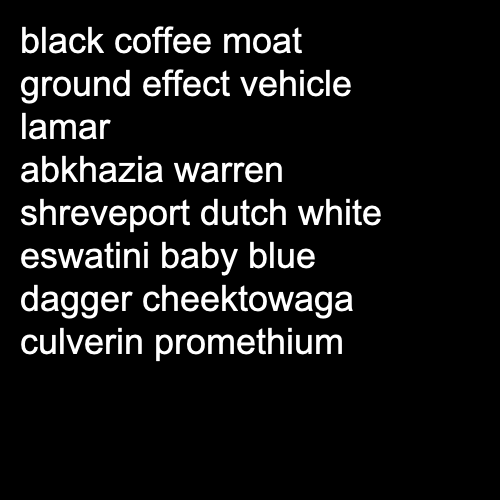 black coffee moat
ground effect vehicle
lamar
abkhazia warren
shreveport dutch white
eswatini baby blue
dagger cheektowaga
culverin promethium